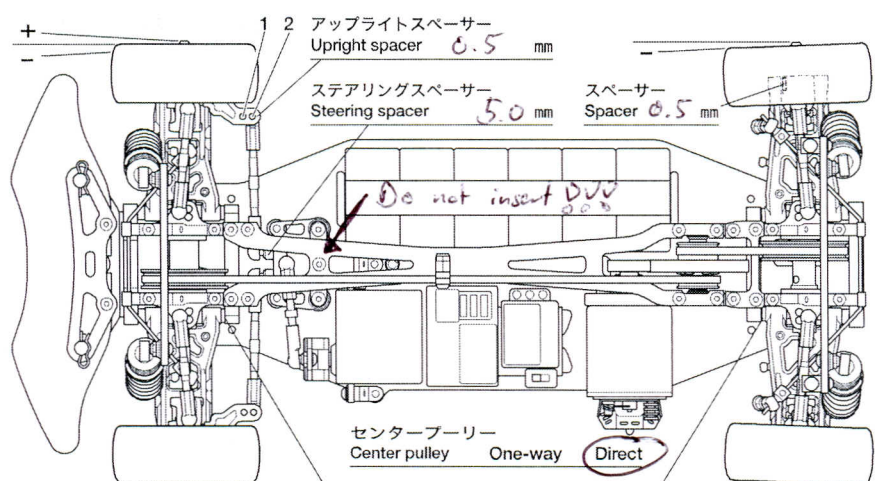 +
−
1 2
アップライトスペーサー
Upright spacer 0.5 mm
ステアリングスペーサー
Steering spacer 5.0 mm
−
スペーサー
Spacer 0.5 mm
Do not insert
センタープーリー
Center pulley One-way Direct